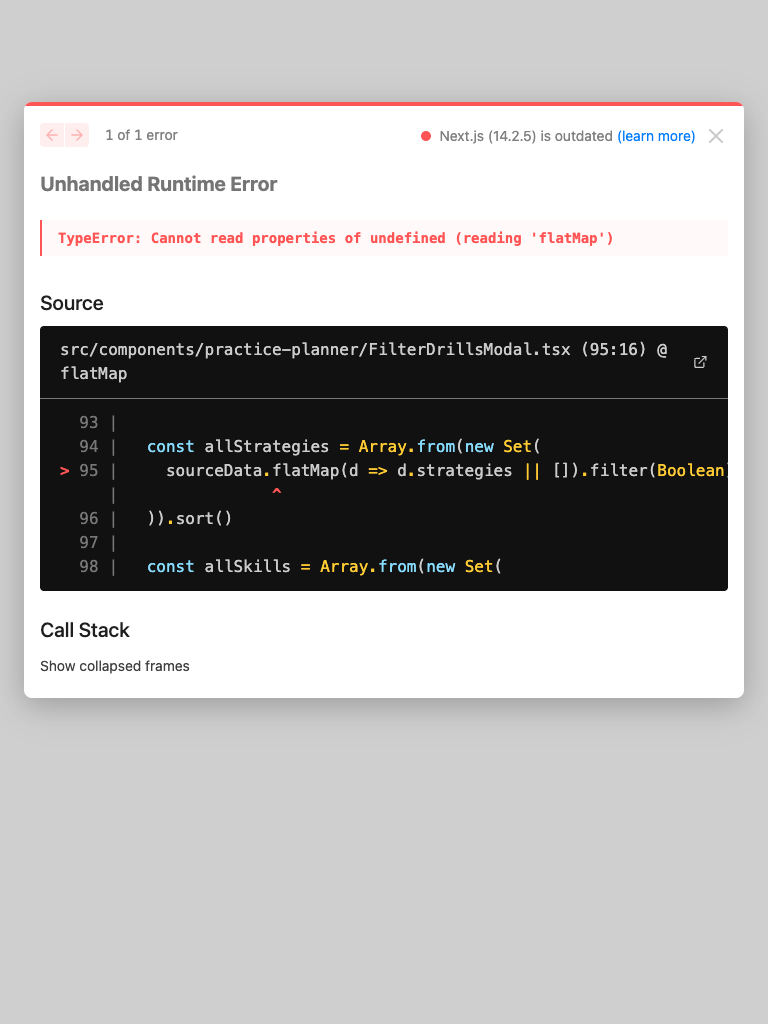 1 of 1 error
Next.js (14.2.5) is outdated (learn more)
Unhandled Runtime Error
TypeError: Cannot read properties of undefined (reading 'flatMap')
Source
src/components/practice-planner/FilterDrillsModal.tsx (95:16) @
flatMap
93 |
94 |   const allStrategies = Array.from(new Set(
> 95 |     sourceData.flatMap(d => d.strategies || []).filter(Boolean)
|                ^
96 |   )).sort()
97 |
98 |   const allSkills = Array.from(new Set(
Call Stack
Show collapsed frames